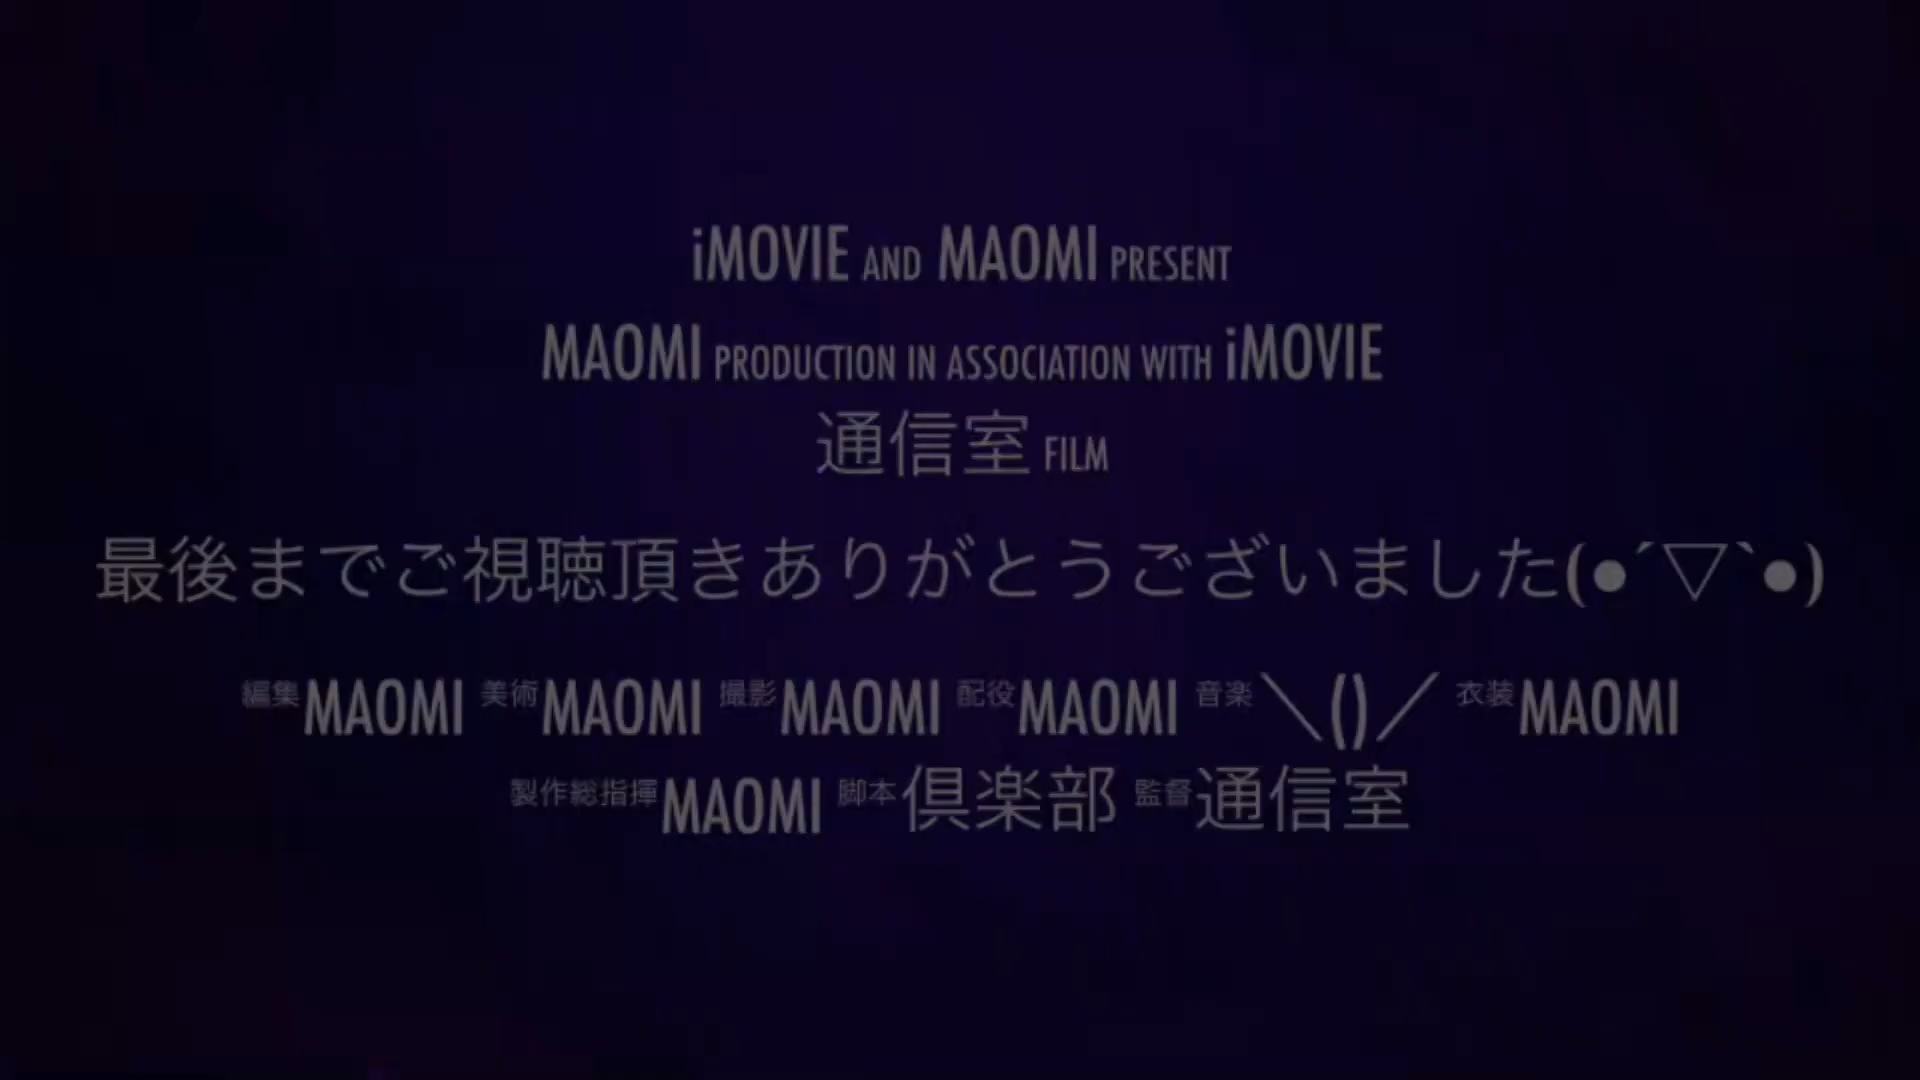 iMOVIE AND MAOMI PRESENT
MAOMI PRODUCTION IN ASSOCIATION WITH iMOVIE
通信室 FILM
最後までご視聴頂きありがとうございました(●´▽`●)
編集MAOMI 美術MAOMI 撮影MAOMI 配役MAOMI 音楽＼()／ 衣装MAOMI
製作総指揮MAOMI 脚本倶楽部 監督通信室